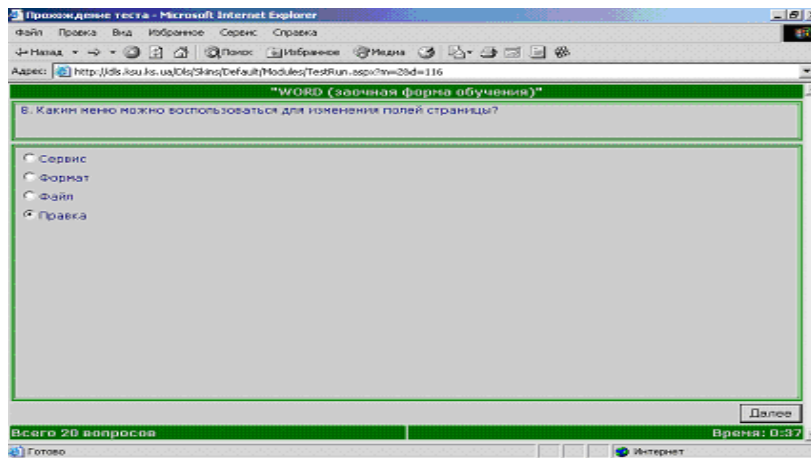 Прохождение теста - Microsoft Internet Explorer
Файл Правка Вид Избранное Сервис Справка
Назад Поиск Избранное Медиа
Адрес: http://dls.ksu.ks.ua/Dls/Skins/Default/Modules/TestRun.aspx?m=28d=116
"WORD (заочная форма обучения)"
8. Каким меню можно воспользоваться для изменения полей страницы?
Сервис
Формат
Файл
Правка
Далее
Всего 20 вопросов Время: 0:37
Готово Интернет